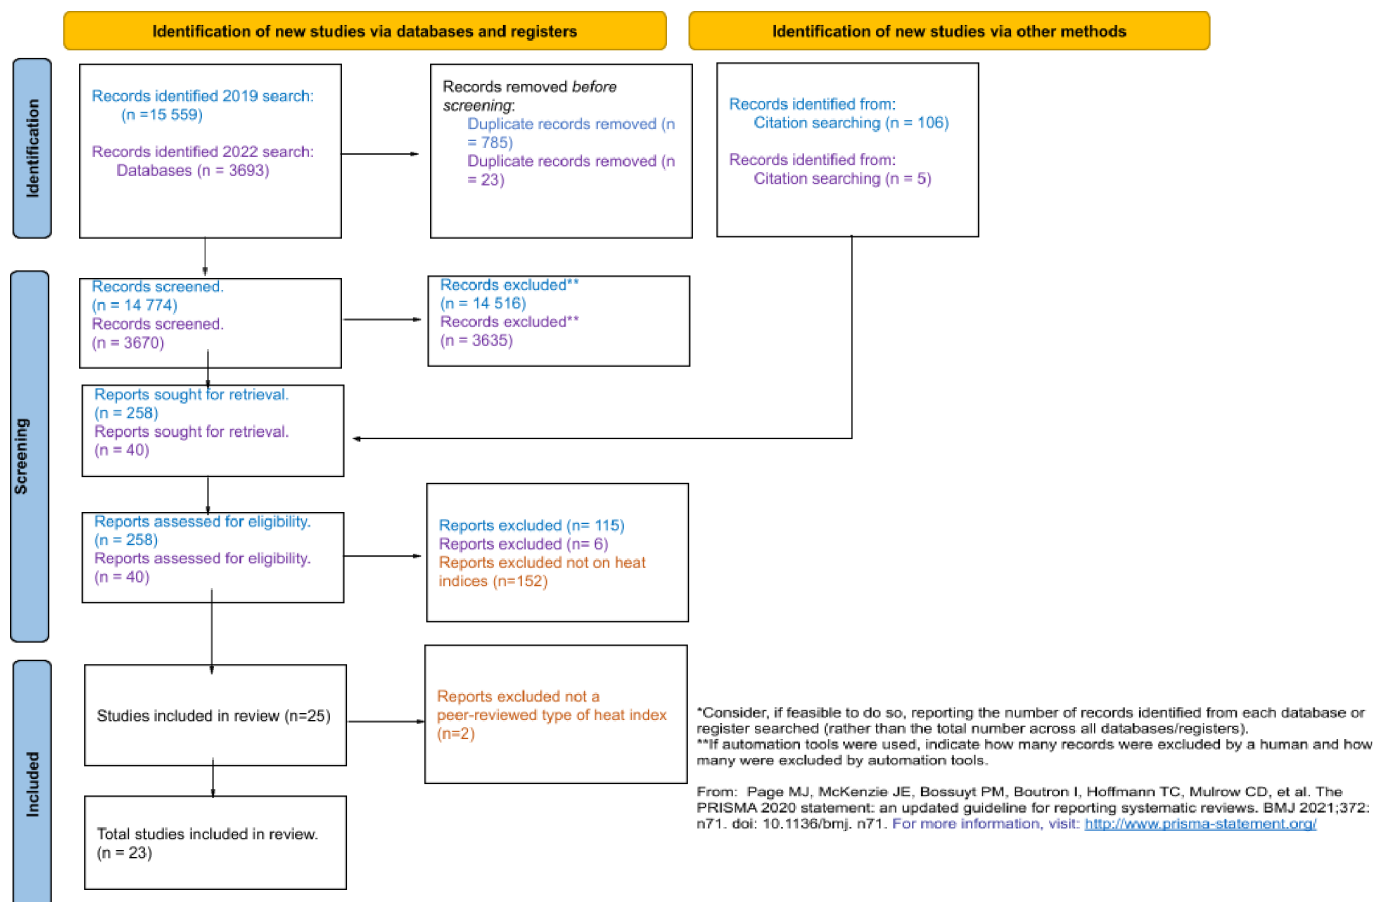 Identification of new studies via databases and registers
Identification of new studies via other methods
Identification
Records identified 2019 search:
(n =15 559)
Records identified 2022 search:
Databases (n = 3693)
Records removed before
screening:
Duplicate records removed (n
= 785)
Duplicate records removed (n
= 23)
Records identified from:
Citation searching (n = 106)
Records identified from:
Citation searching (n = 5)
Screening
Records screened.
(n = 14 774)
Records screened.
(n = 3670)
Records excluded**
(n = 14 516)
Records excluded**
(n = 3635)
Reports sought for retrieval.
(n = 258)
Reports sought for retrieval.
(n = 40)
Reports assessed for eligibility.
(n = 258)
Reports assessed for eligibility.
(n = 40)
Reports excluded (n= 115)
Reports excluded (n= 6)
Reports excluded not on heat
indices (n=152)
Included
Studies included in review (n=25)
Reports excluded not a
peer-reviewed type of heat index
(n=2)
Total studies included in review.
(n = 23)
*Consider, if feasible to do so, reporting the number of records identified from each database or
register searched (rather than the total number across all databases/registers).
**If automation tools were used, indicate how many records were excluded by a human and how
many were excluded by automation tools.
From: Page MJ, McKenzie JE, Bossuyt PM, Boutron I, Hoffmann TC, Mulrow CD, et al. The
PRISMA 2020 statement: an updated guideline for reporting systematic reviews. BMJ 2021;372:
n71. doi: 10.1136/bmj. n71. For more information, visit: http://www.prisma-statement.org/